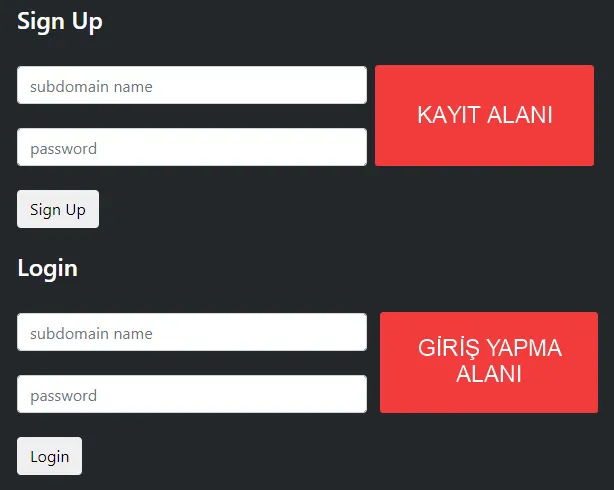 Sign Up
subdomain name
KAYIT ALANI
password
Sign Up
Login
subdomain name
GİRİŞ YAPMA
ALANI
password
Login